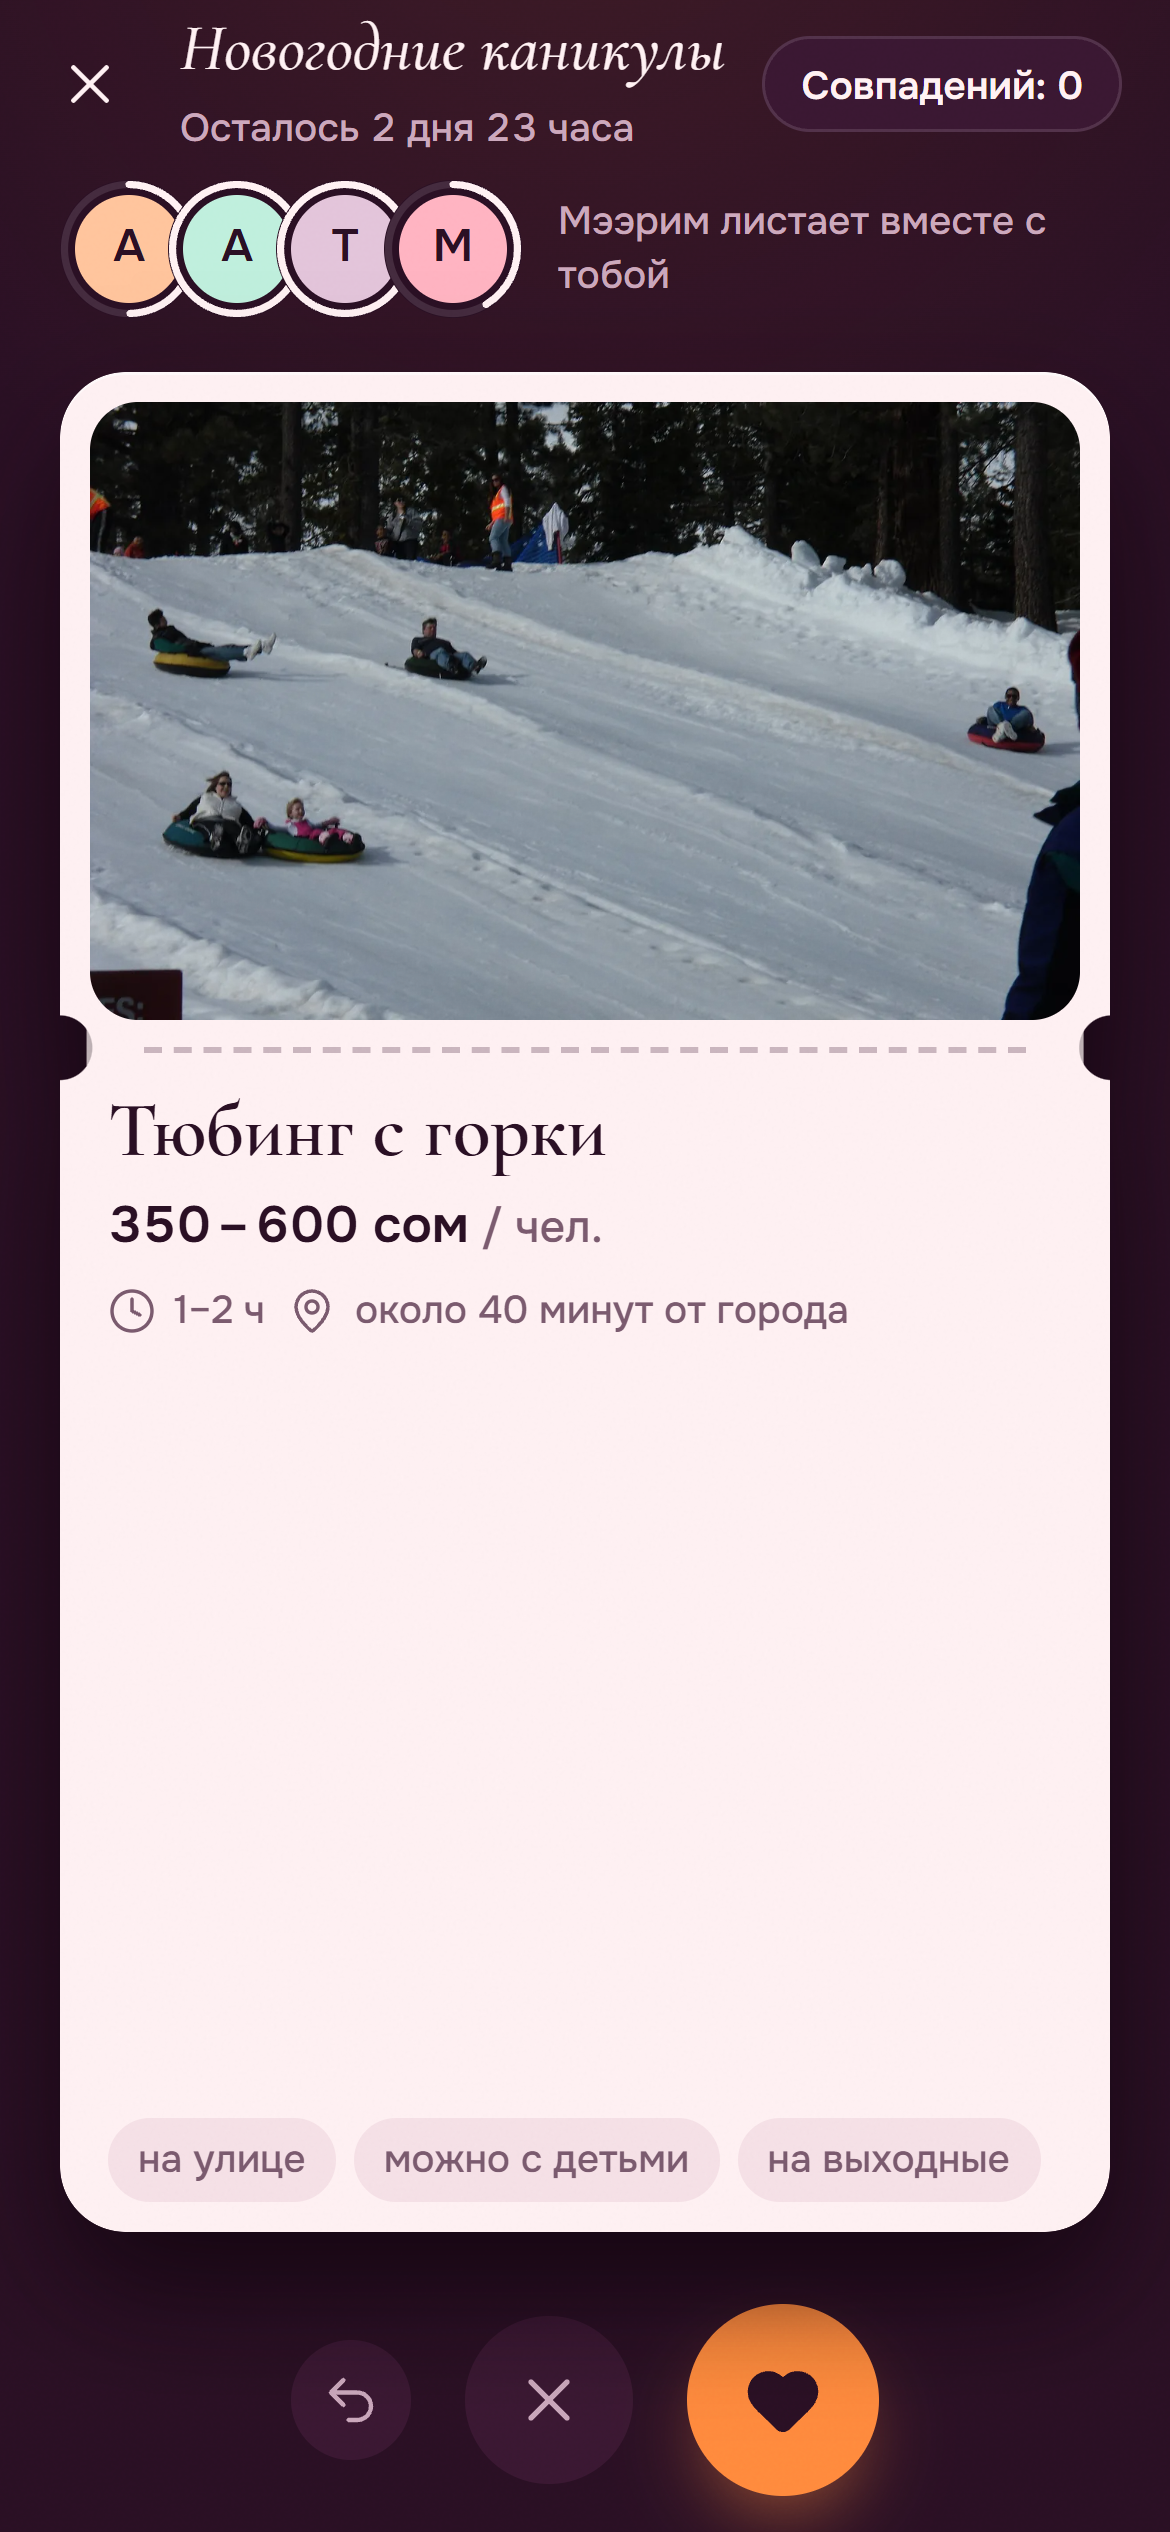 Новогодние каникулы
Осталось 2 дня 23 часа
Совпадений: 0
А А Т М
Мээрим листает вместе с
тобой
ES:
Тюбинг с горки
350 – 600 сом / чел.
1–2 ч около 40 минут от города
на улице можно с детьми на выходные